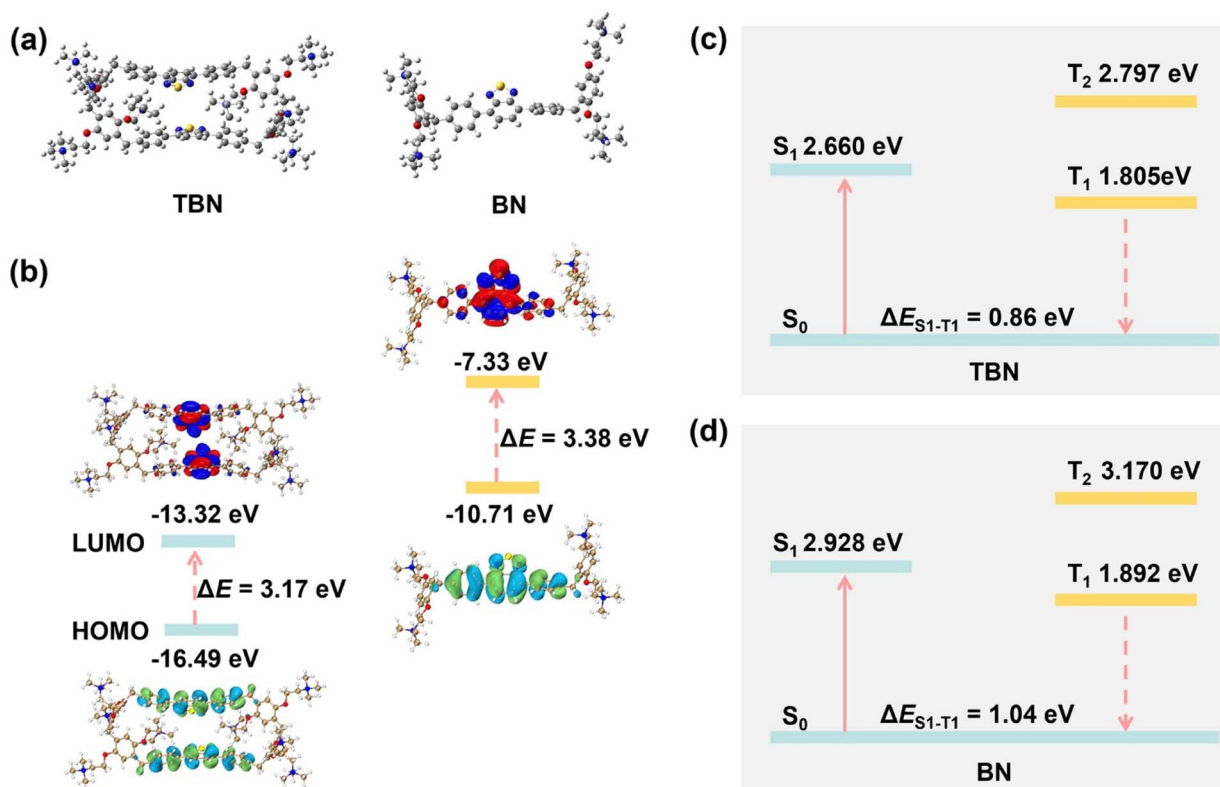 (a)
TBN
BN
(b)
-7.33 eV
ΔE = 3.38 eV
-10.71 eV
-13.32 eV
LUMO
ΔE = 3.17 eV
HOMO
-16.49 eV
(c)
T2 2.797 eV
S1 2.660 eV
T1 1.805eV
S0
ΔES1-T1 = 0.86 eV
TBN
(d)
T2 3.170 eV
S1 2.928 eV
T1 1.892 eV
S0
ΔES1-T1 = 1.04 eV
BN